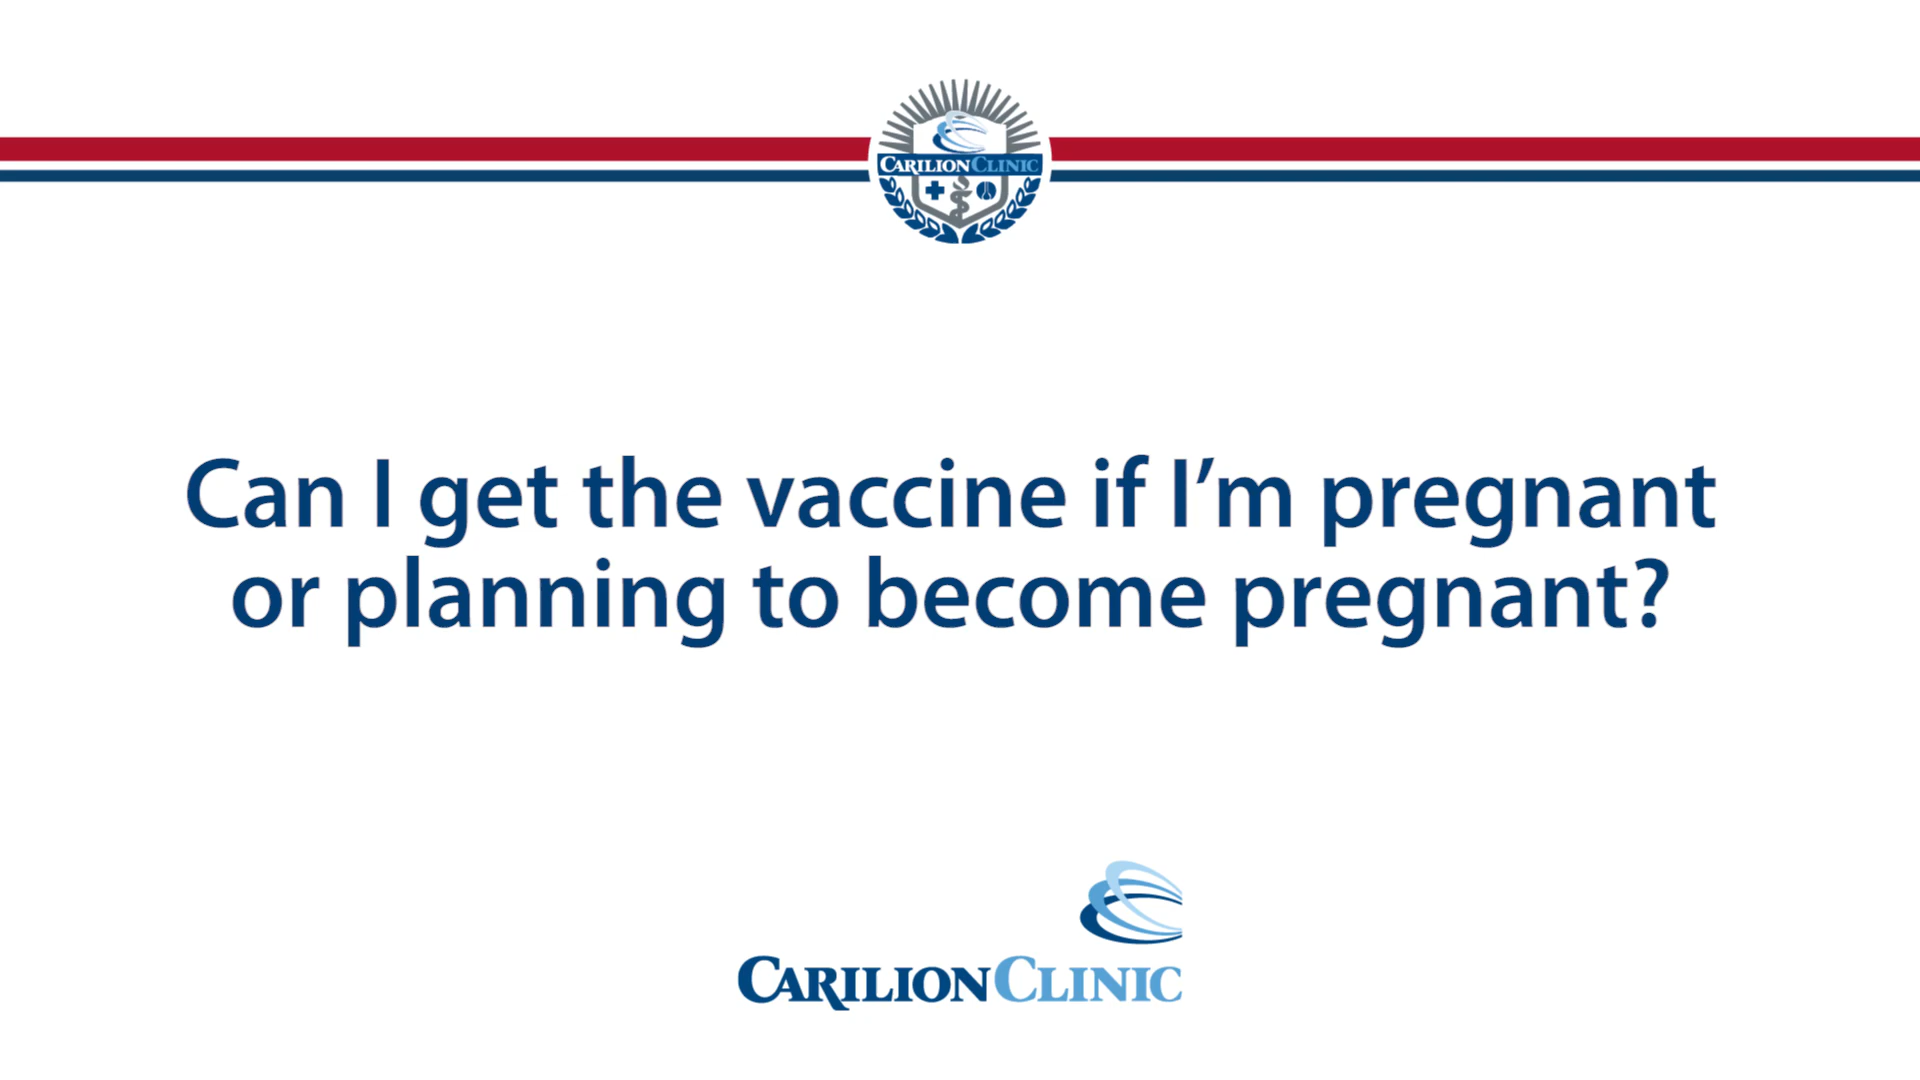 CARILION CLINIC
Can I get the vaccine if I’m pregnant
or planning to become pregnant?
CARILION CLINIC